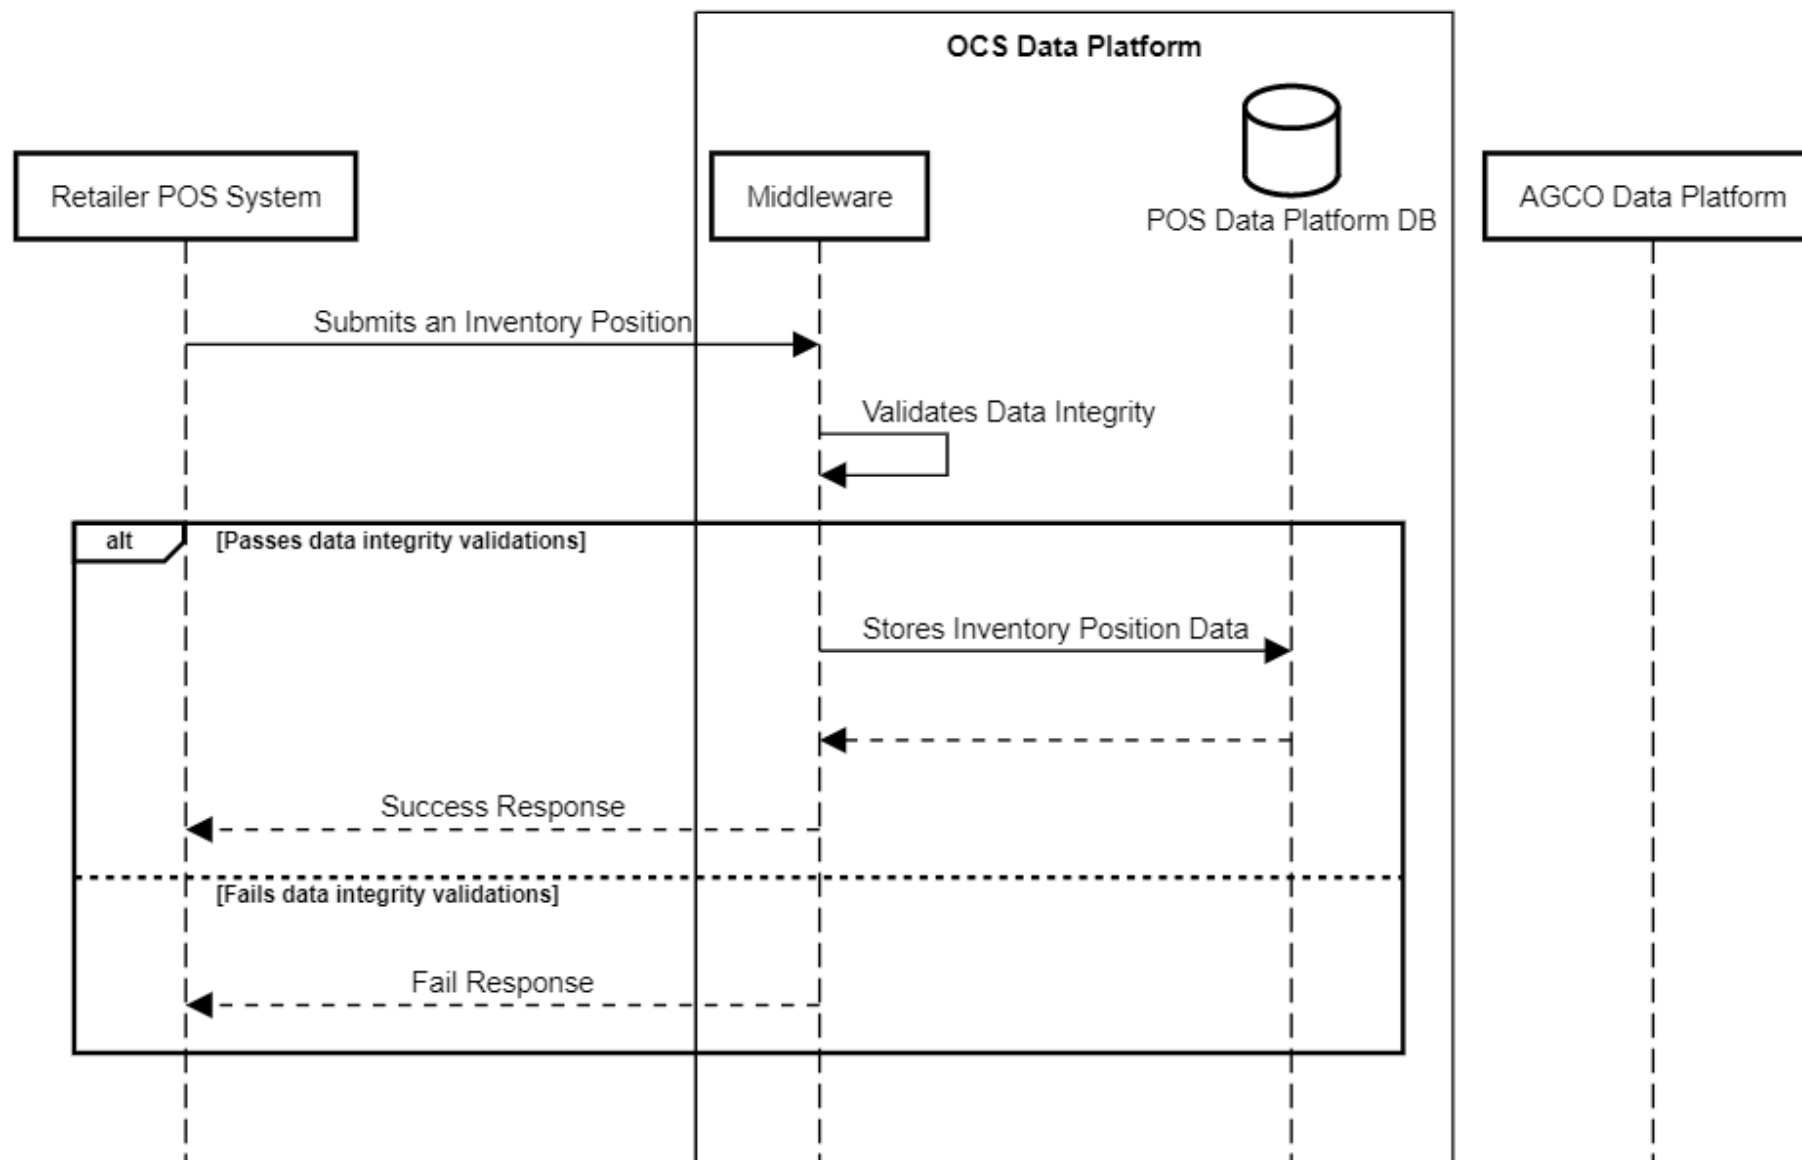 OCS Data Platform
Retailer POS System
Middleware
POS Data Platform DB
AGCO Data Platform
Submits an Inventory Position
Validates Data Integrity
alt
[Passes data integrity validations]
Stores Inventory Position Data
Success Response
[Fails data integrity validations]
Fail Response